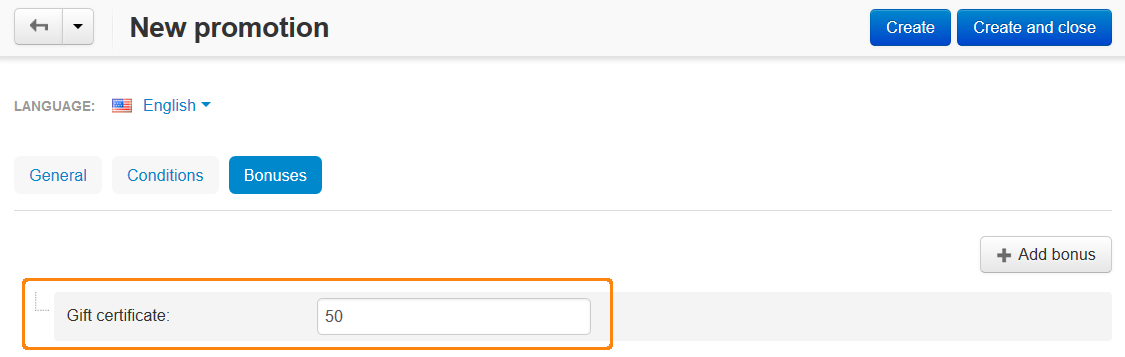 New promotion
Create
Create and close
LANGUAGE:
English
General
Conditions
Bonuses
Add bonus
Gift certificate:
50